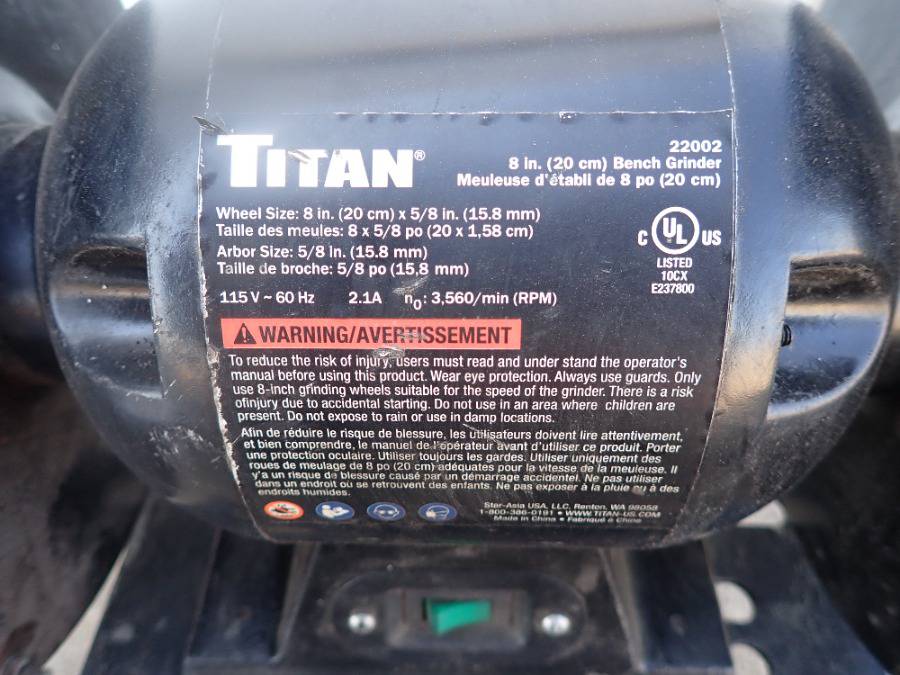 TITAN®
22002
8 in. (20 cm) Bench Grinder
Meuleuse d'établi de 8 po (20 cm)
Wheel Size: 8 in. (20 cm) x 5/8 in. (15.8 mm)
Taille des meules: 8 x 5/8 po (20 x 1,58 cm)
Arbor Size: 5/8 in. (15.8 mm)
Taille de broche: 5/8 po (15,8 mm)
115 V ~ 60 Hz 2.1A n0: 3,560/min (RPM)
C UL US
LISTED
10CX
E237800
WARNING/AVERTISSEMENT
To reduce the risk of injury, users must read and under stand the operator's
manual before using this product. Wear eye protection. Always use guards. Only
use 8-inch grinding wheels suitable for the speed of the grinder. There is a risk
ofinjury due to accidental starting. Do not use in an area where children are
present. Do not expose to rain or use in damp locations.
Afin de réduire le risque de blessure, les utilisateurs doivent lire attentivement,
et bien comprendre, le manuel de l'opérateur avant d'utiliser ce produit. Porter
une protection oculaire. Utiliser toujours les gardes. Utiliser uniquement des
roues de meulage de 8 po (20 cm) adéquates pour la vitesse de la meuleuse. Il
y'a un risque de blessure causé par un démarrage accidentel. Ne pas utiliser
dans un endroit ou se retrouvent des enfants. Ne pas exposer à la pluie ou à des
endroits humides.
Star-Asia USA, LLC, Renton, WA 98058
1-800-386-0191 • WWW.TITAN-US.COM
Made in China • Fabriqué à Chine